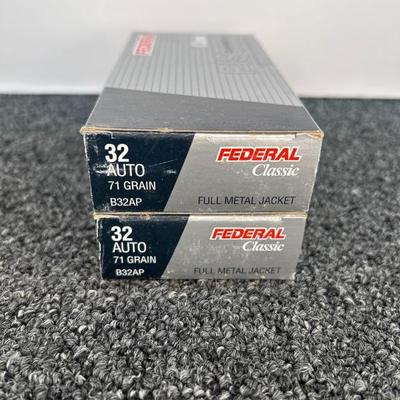 FEDERAL
32
AUTO
71 GRAIN
B32AP
FEDERAL
Classic
FULL METAL JACKET
32
AUTO
71 GRAIN
B32AP
FEDERAL
Classic
FULL METAL JACKET